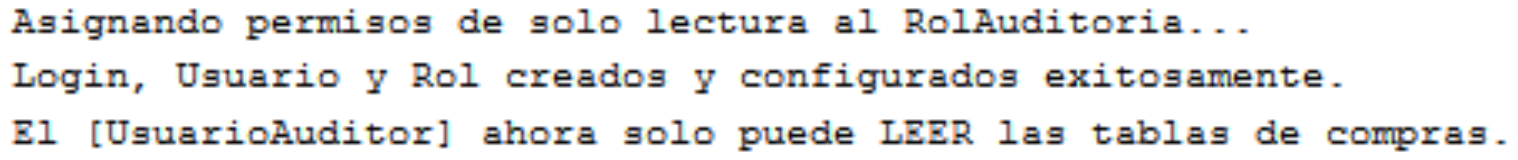 Asignando permisos de solo lectura al RolAuditoria...
Login, Usuario y Rol creados y configurados exitosamente.
El [UsuarioAuditor] ahora solo puede LEER las tablas de compras.